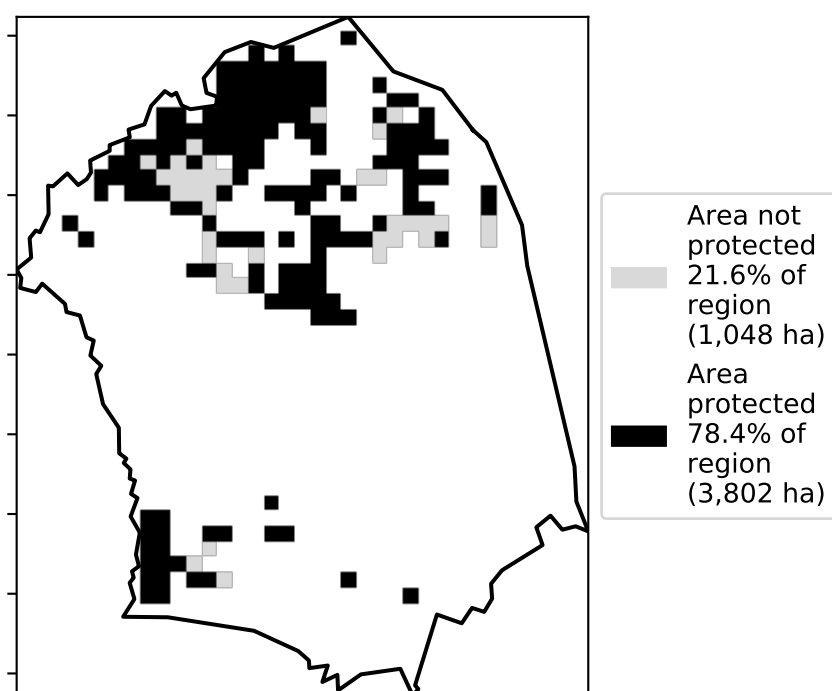 Area not
protected
21.6% of
region
(1,048 ha)
Area
protected
78.4% of
region
(3,802 ha)